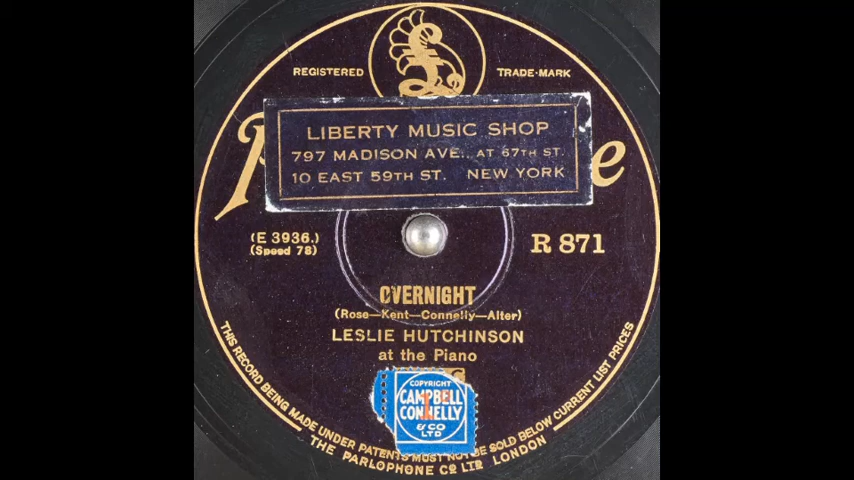 REGISTERED TRADE-MARK
LIBERTY MUSIC SHOP
797 MADISON AVE., AT 67TH ST.
10 EAST 59TH ST. NEW YORK
(E 3936.)
(Speed 78)
R 871
OVERNIGHT
(Rose—Kent—Connelly—Alter)
LESLIE HUTCHINSON
at the Piano
COPYRIGHT
CAMPBELL
CONNELLY
& CO
LTD
THIS RECORD BEING MADE UNDER PATENTS MUST NOT BE SOLD BELOW CURRENT LIST PRICES
THE PARLOPHONE CO LTD LONDON